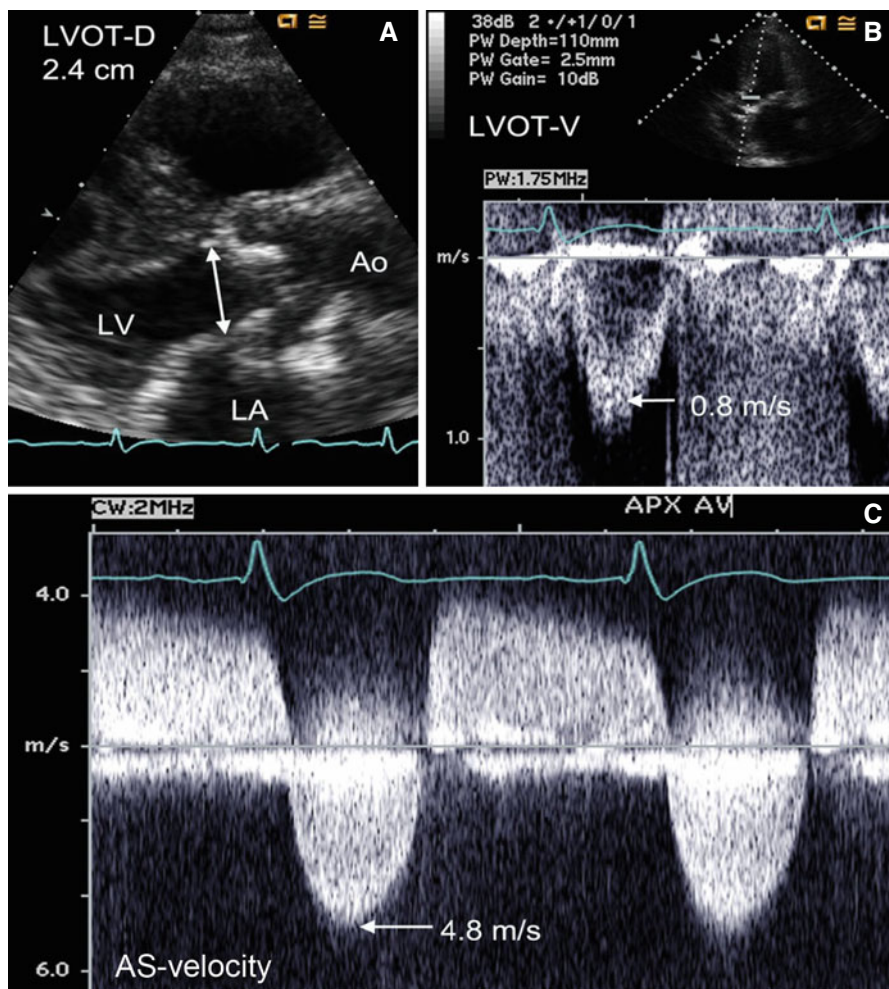 LVOT-D
2.4 cm
A
Ao
LV
LA
38dB 2 •/+1/ 0/ 1
PW Depth=110mm
PW Gate= 2.5mm
PW Gain= 10dB
B
LVOT-V
PW:1.75MHz
m/s
0.8 m/s
1.0
CW:2MHz
APX AV
C
4.0
m/s
4.8 m/s
6.0
AS-velocity